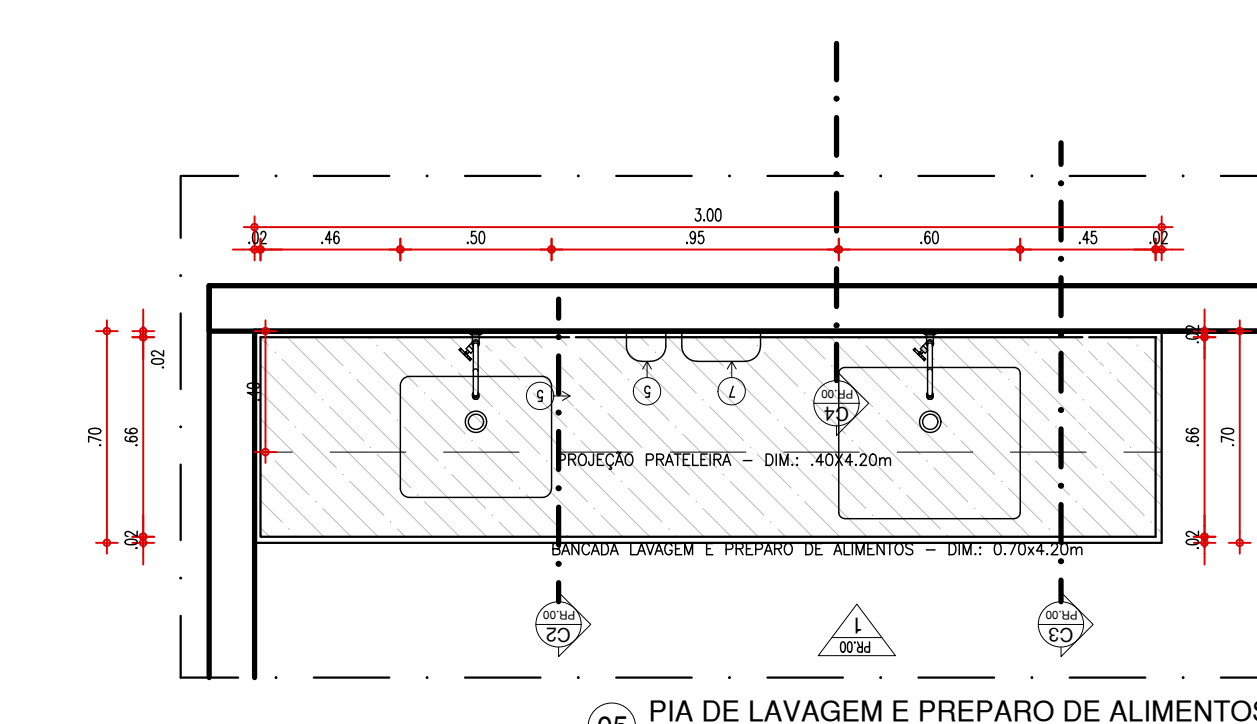 3.00
.02 .46 .50 .95 .60 .45 .02
.02
.40
.70
.66
.02
5
5
7
PR.00
C4
.02
.66
.70
.02
PROJEÇÃO PRATELEIRA – DIM.: .40X4.20m
BANCADA LAVAGEM E PREPARO DE ALIMENTOS – DIM.: 0.70x4.20m
PR.00
C2
1
PR.00
PR.00
C3
05 PIA DE LAVAGEM E PREPARO DE ALIMENTOS